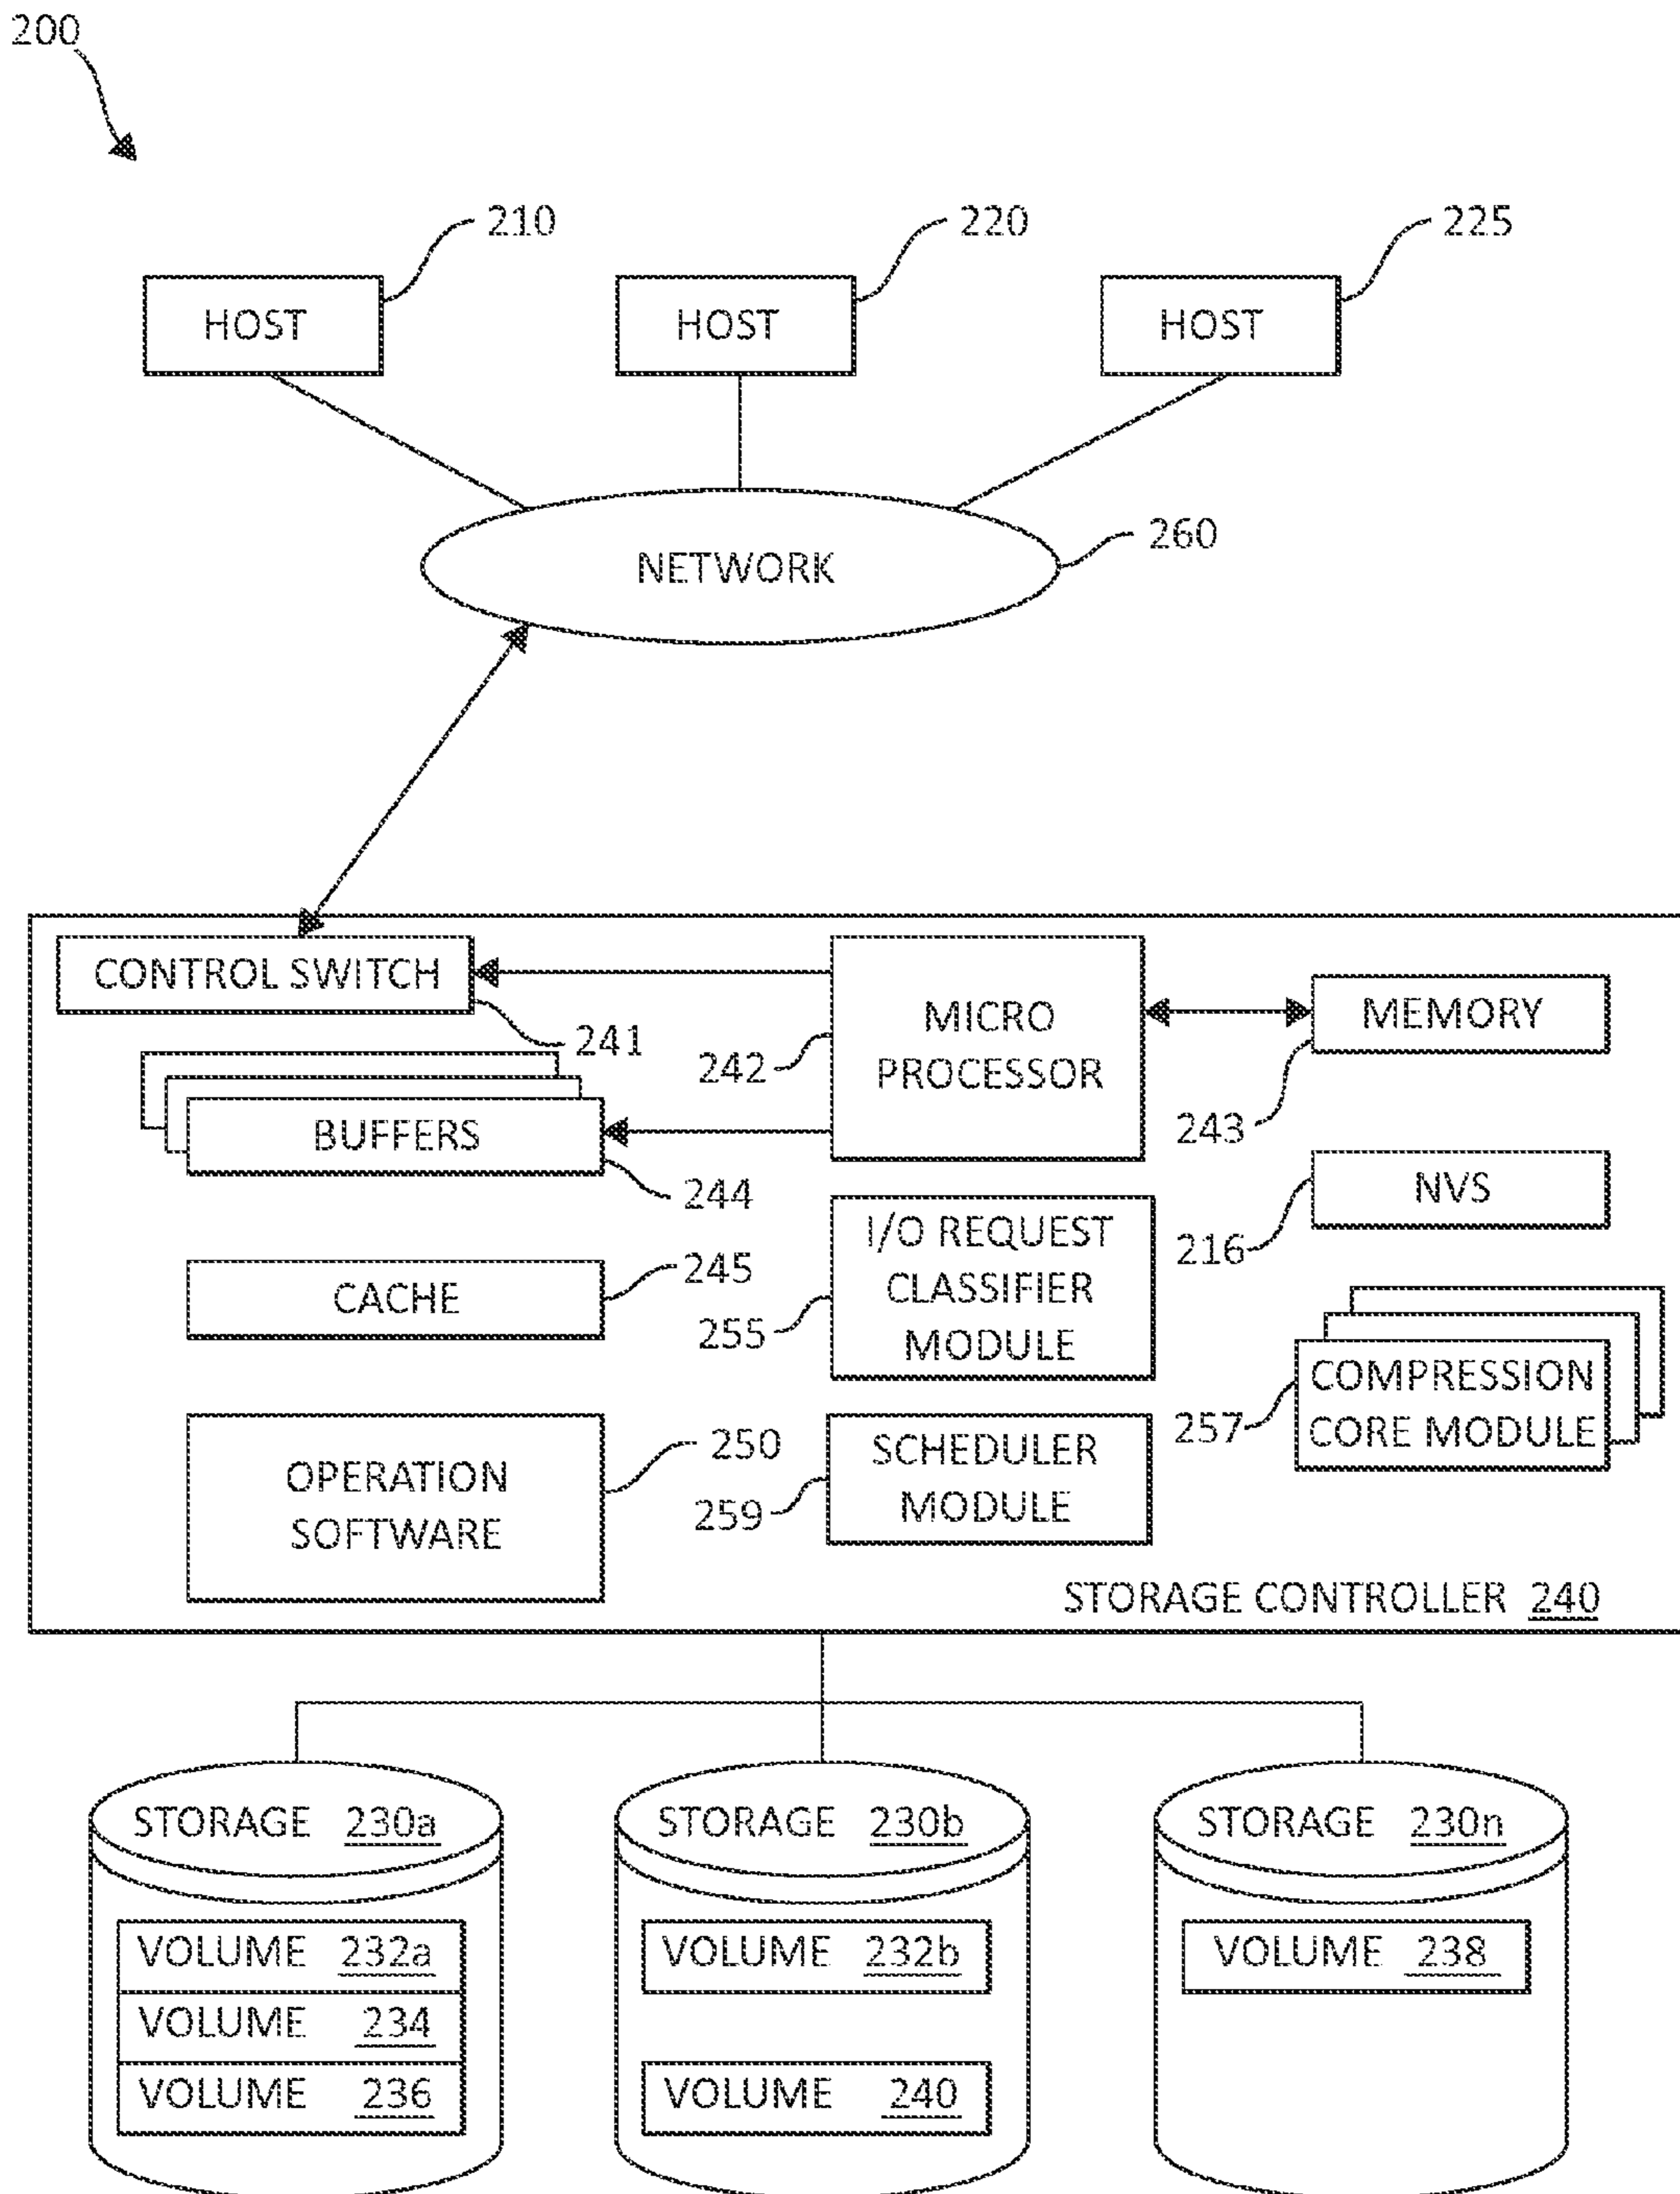 200
210
220
225
HOST
HOST
HOST
260
NETWORK
CONTROL SWITCH
241
MICRO
PROCESSOR
242
MEMORY
243
BUFFERS
244
NVS
216
I/O REQUEST
CLASSIFIER
MODULE
255
CACHE
245
COMPRESSION
CORE MODULE
257
OPERATION
SOFTWARE
250
SCHEDULER
MODULE
259
STORAGE CONTROLLER 240
STORAGE 230a
STORAGE 230b
STORAGE 230n
VOLUME 232a
VOLUME 234
VOLUME 236
VOLUME 232b
VOLUME 240
VOLUME 238